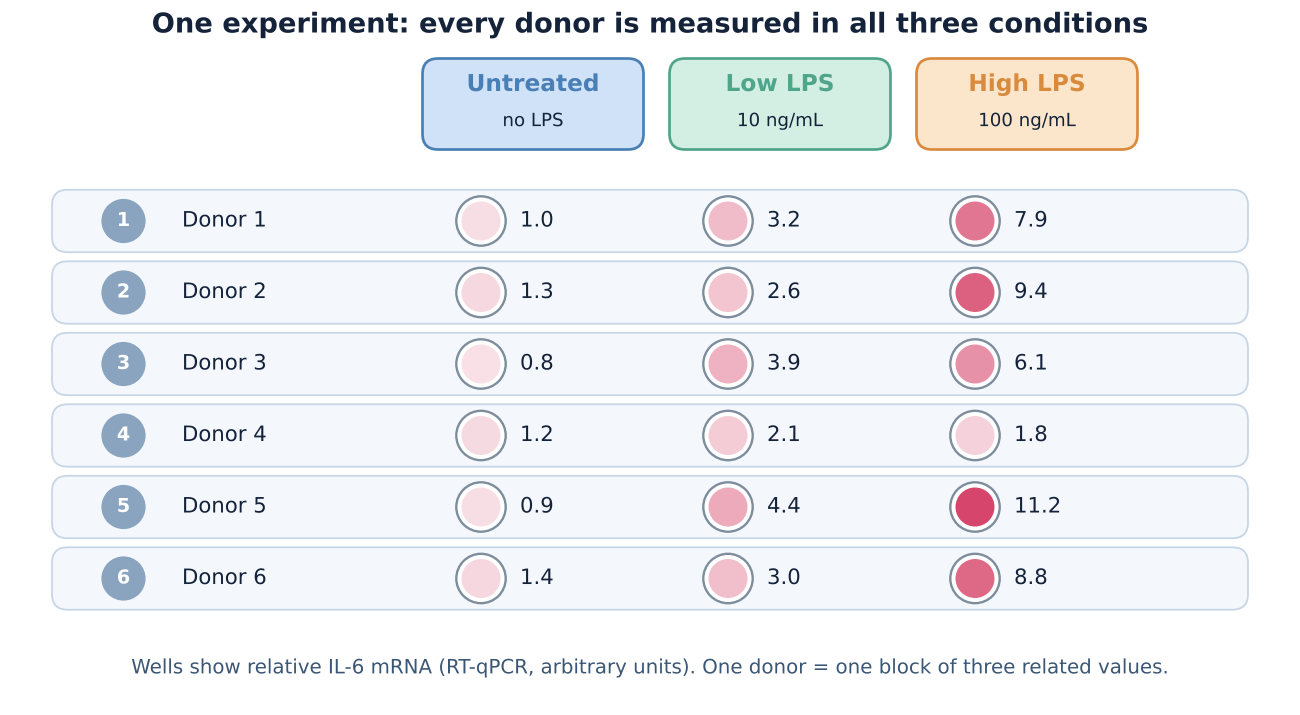 One experiment: every donor is measured in all three conditions
Untreated
no LPS
Low LPS
10 ng/mL
High LPS
100 ng/mL
1 Donor 1 1.0 3.2 7.9
2 Donor 2 1.3 2.6 9.4
3 Donor 3 0.8 3.9 6.1
4 Donor 4 1.2 2.1 1.8
5 Donor 5 0.9 4.4 11.2
6 Donor 6 1.4 3.0 8.8
Wells show relative IL-6 mRNA (RT-qPCR, arbitrary units). One donor = one block of three related values.